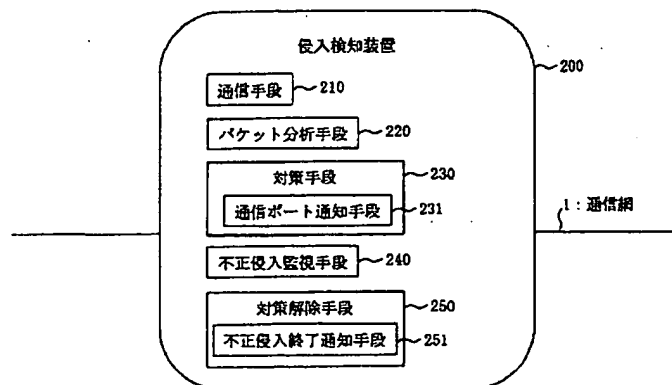 侵入検知装置
200
通信手段
210
パケット分析手段
220
対策手段
230
通信ポート通知手段
231
1：通信網
不正侵入監視手段
240
対策解除手段
250
不正侵入終了通知手段
251